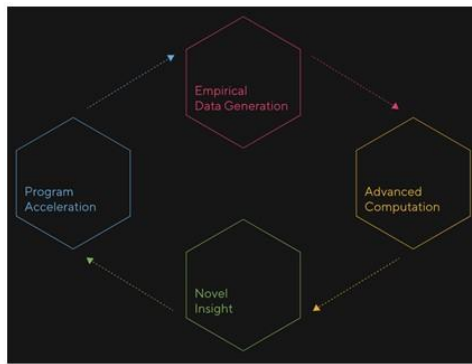 Empirical
Data Generation
Program
Acceleration
Advanced
Computation
Novel
Insight